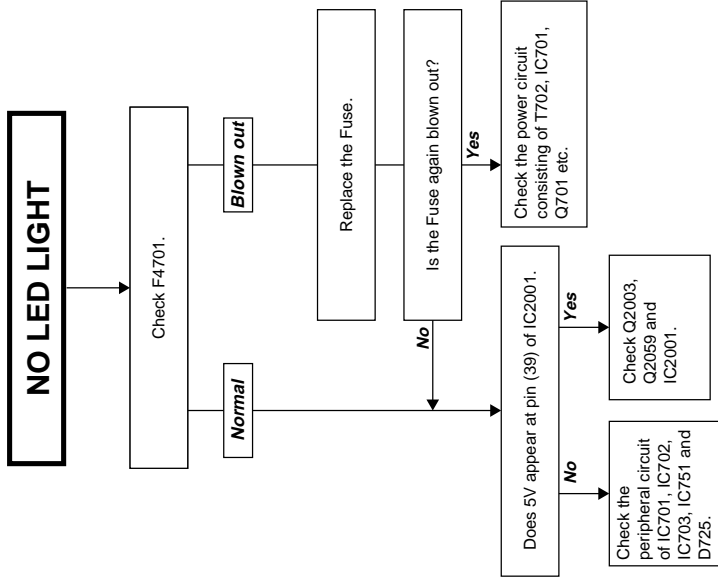 NO LED LIGHT
Check F4701.
Normal
Blown out
Replace the Fuse.
Is the Fuse again blown out?
No
Yes
Check the power circuit
consisting of T702, IC701,
Q701 etc.
Does 5V appear at pin (39) of IC2001.
No
Yes
Check the
peripheral circuit
of IC701, IC702,
IC703, IC751 and
D725.
Check Q2003,
Q2059 and
IC2001.